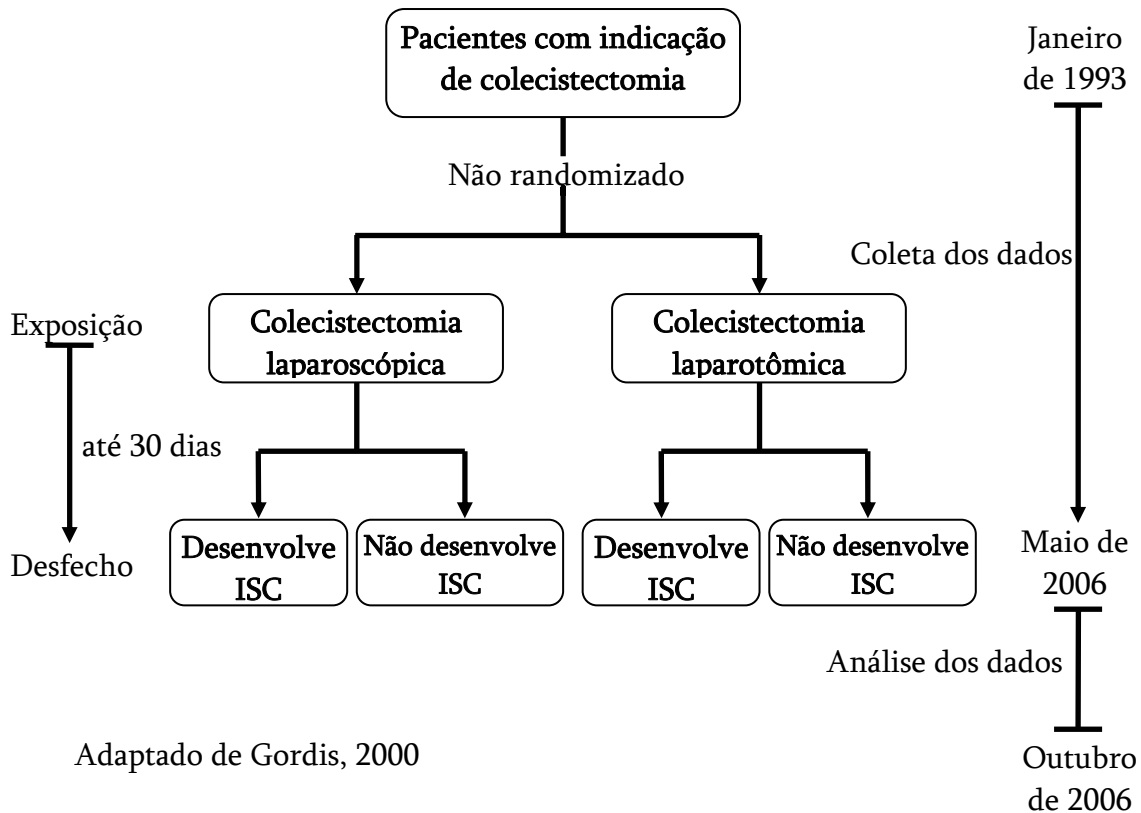 Pacientes com indicação
de colecistectomia
Janeiro
de 1993
Não randomizado
Coleta dos dados
Exposição
Colecistectomia
laparoscópica
Colecistectomia
laparotômica
até 30 dias
Desfecho
Desenvolve
ISC
Não desenvolve
ISC
Desenvolve
ISC
Não desenvolve
ISC
Maio de
2006
Análise dos dados
Adaptado de Gordis, 2000
Outubro
de 2006